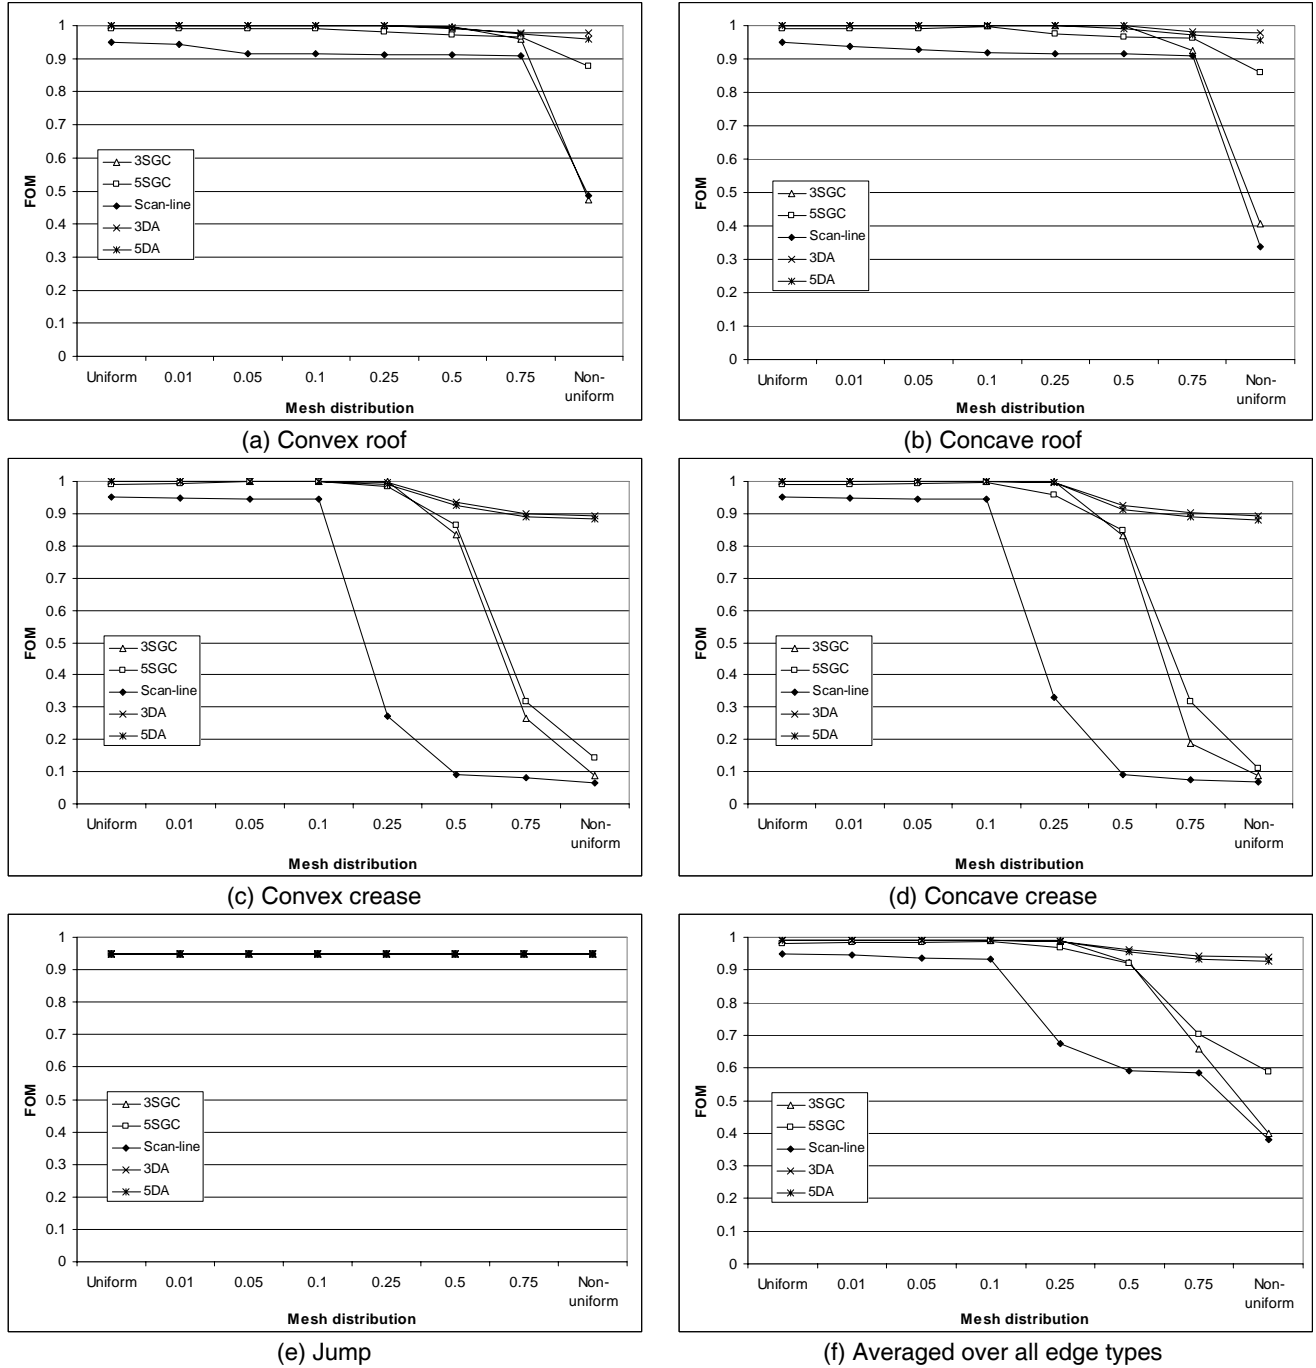 1
0.9
0.8
0.7
0.6
0.5
0.4
0.3
0.2
0.1
0
FOM
3SGC
5SGC
Scan-line
3DA
5DA
Uniform 0.01 0.05 0.1 0.25 0.5 0.75 Non-
uniform
Mesh distribution
(a) Convex roof
1
0.9
0.8
0.7
0.6
0.5
0.4
0.3
0.2
0.1
0
FOM
3SGC
5SGC
Scan-line
3DA
5DA
Uniform 0.01 0.05 0.1 0.25 0.5 0.75 Non-
uniform
Mesh distribution
(b) Concave roof
1
0.9
0.8
0.7
0.6
0.5
0.4
0.3
0.2
0.1
0
FOM
3SGC
5SGC
Scan-line
3DA
5DA
Uniform 0.01 0.05 0.1 0.25 0.5 0.75 Non-
uniform
Mesh distribution
(c) Convex crease
1
0.9
0.8
0.7
0.6
0.5
0.4
0.3
0.2
0.1
0
FOM
3SGC
5SGC
Scan-line
3DA
5DA
Uniform 0.01 0.05 0.1 0.25 0.5 0.75 Non-
uniform
Mesh distribution
(d) Concave crease
1
0.9
0.8
0.7
0.6
0.5
0.4
0.3
0.2
0.1
0
FOM
3SGC
5SGC
Scan-line
3DA
5DA
Uniform 0.01 0.05 0.1 0.25 0.5 0.75 Non-
uniform
Mesh distribution
(e) Jump
1
0.9
0.8
0.7
0.6
0.5
0.4
0.3
0.2
0.1
0
FOM
3SGC
5SGC
Scan-line
3DA
5DA
Uniform 0.01 0.05 0.1 0.25 0.5 0.75 Non-
uniform
Mesh distribution
(f) Averaged over all edge types